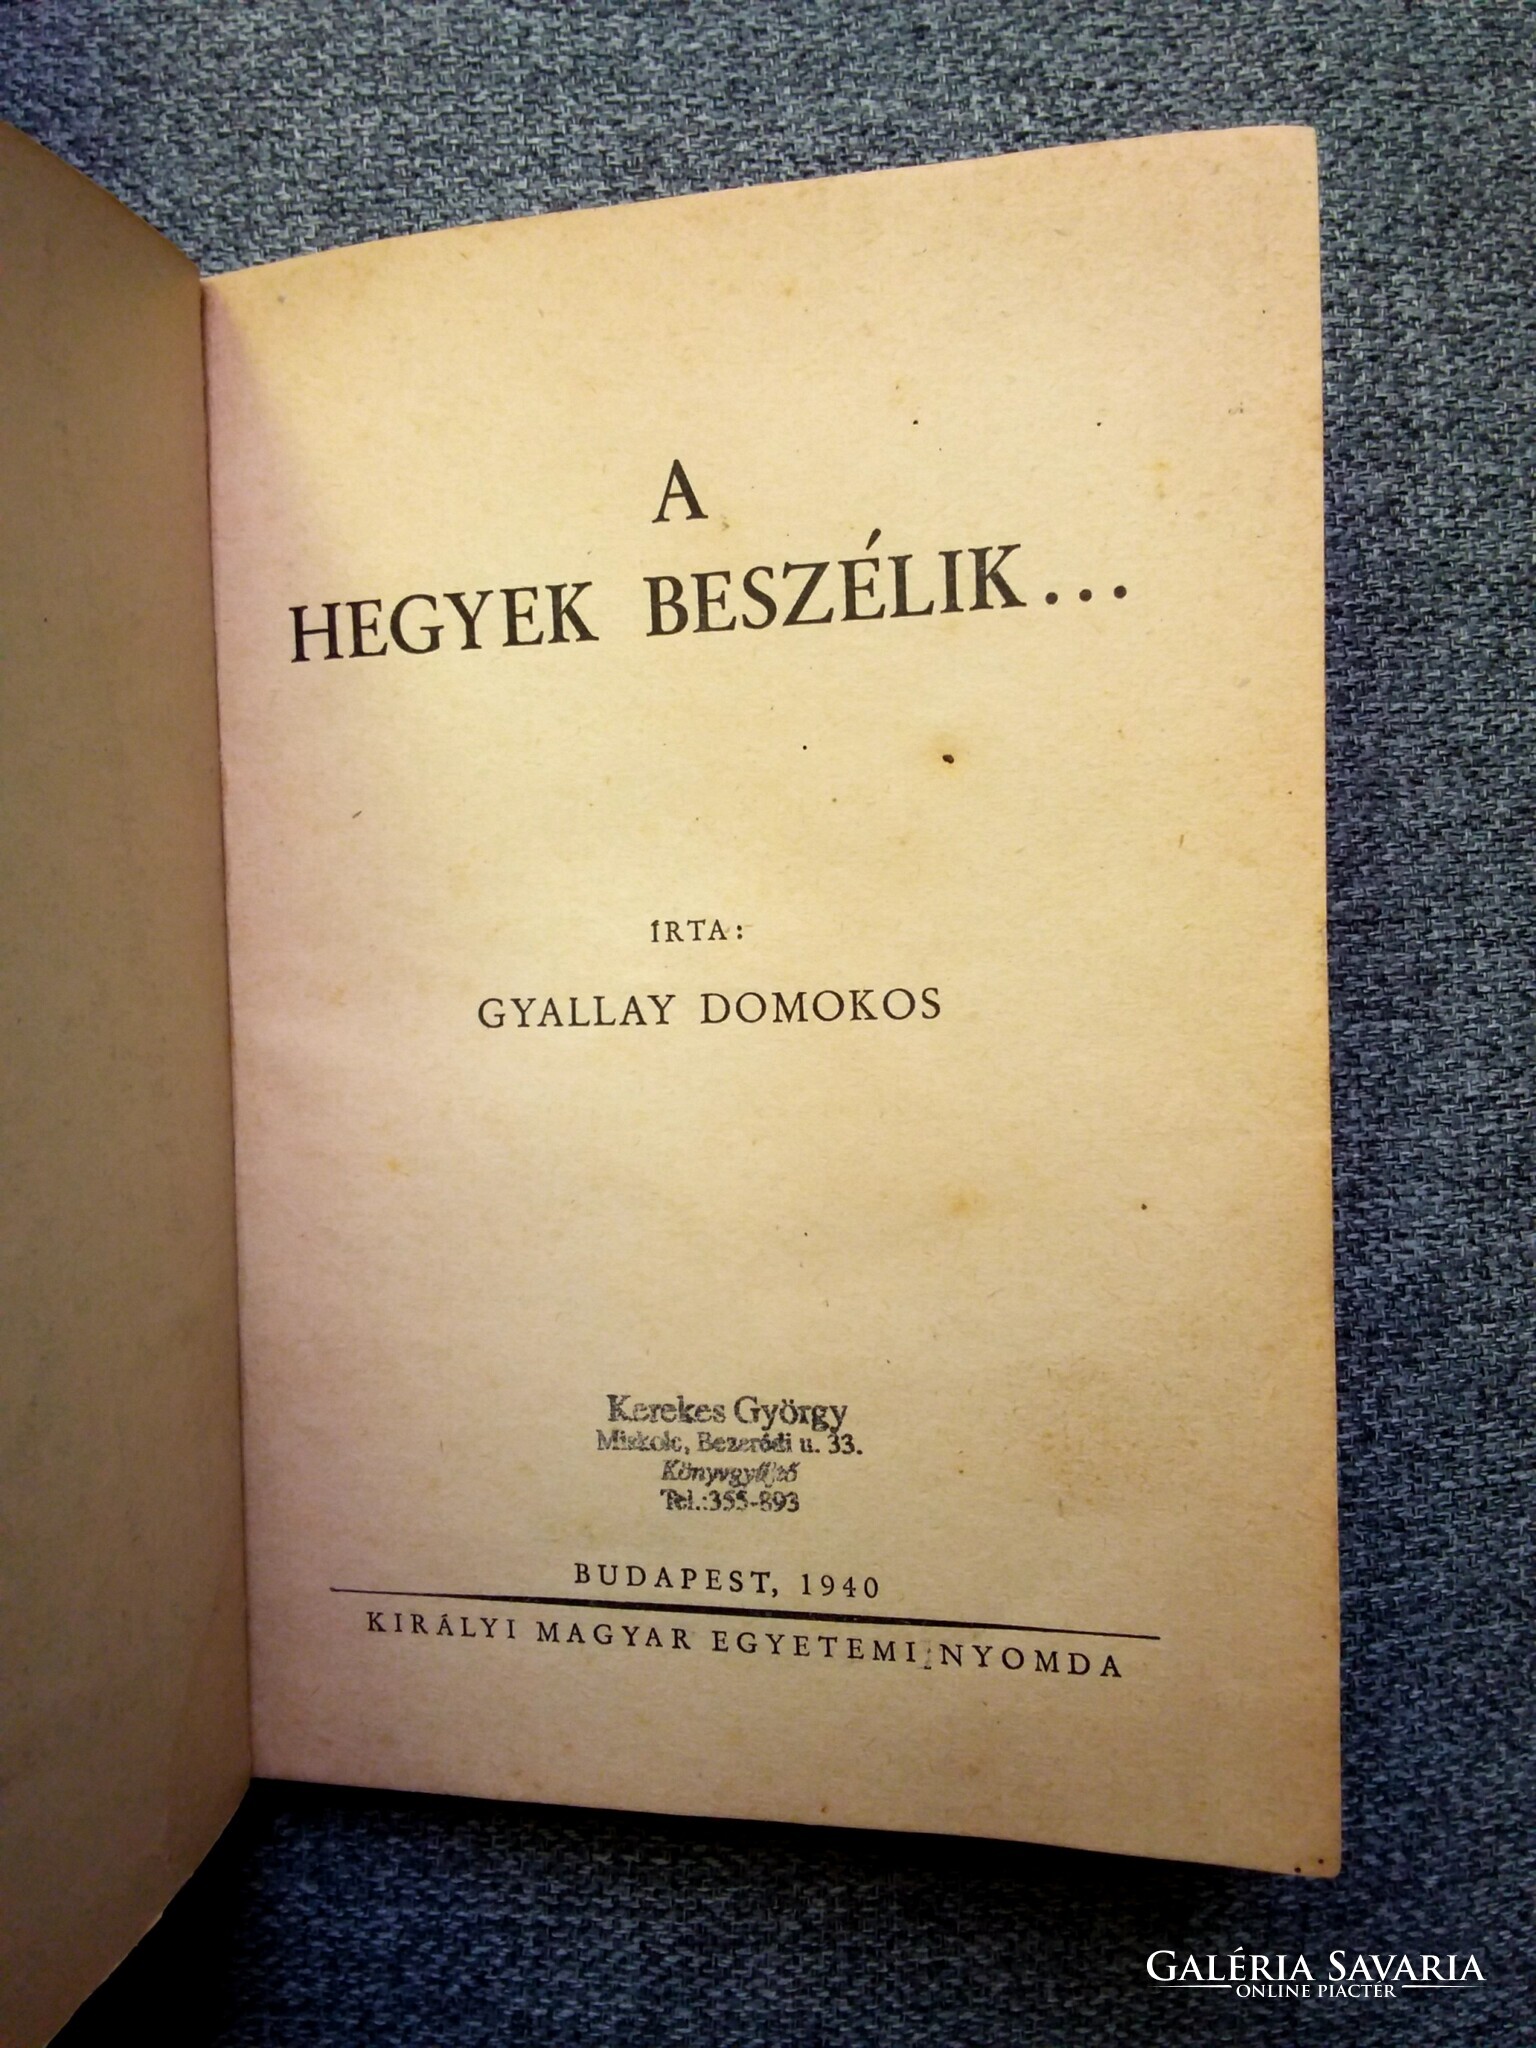 A
HEGYEK BESZÉLIK...
ÍRTA:
GYALLAY DOMOKOS
Kerekes György
Miskolc, Bezerédi u. 33.
Könyvgyűjtő
Tel.:355-893
BUDAPEST, 1940
KIRÁLYI MAGYAR EGYETEMI NYOMDA
GALÉRIA SAVARIA
ONLINE PIACTÉR